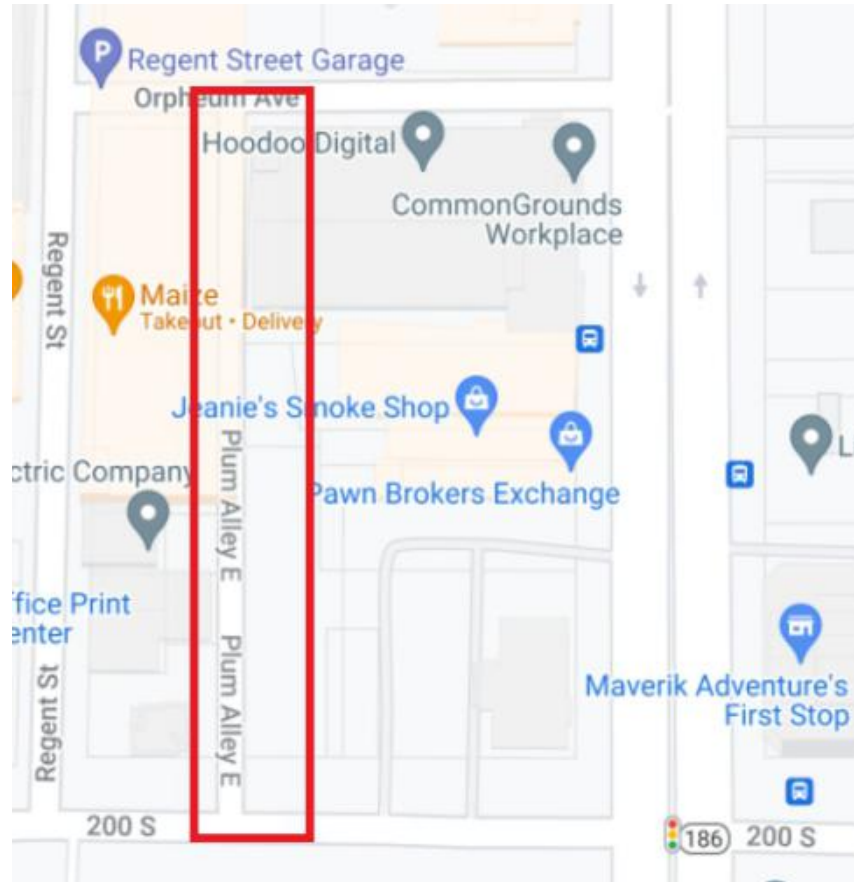 P
Regent Street Garage
Orpheum Ave
Hoodoo Digital
CommonGrounds
Workplace
Regent St
Maize
Takeout • Delivery
Jeanie's Smoke Shop
Plum Alley E
ctric Company
Pawn Brokers Exchange
ffice Print
enter
Plum Alley E
Maverik Adventure's
First Stop
Regent St
200 S
186
200 S
L